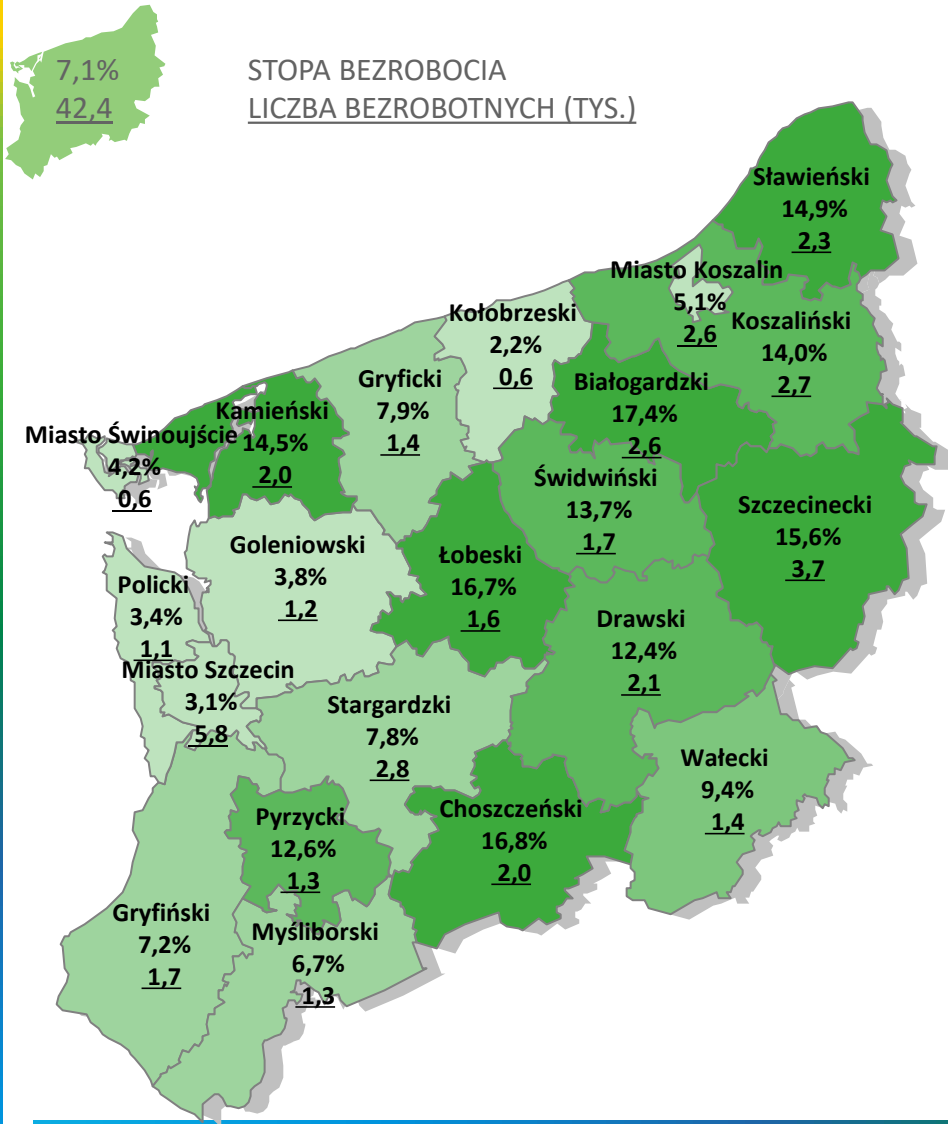 7,1%
42,4
STOPA BEZROBOCIA
LICZBA BEZROBOTNYCH (TYS.)
Sławieński
14,9%
2,3
Miasto Koszalin
5,1%
2,6
Koszaliński
14,0%
2,7
Kołobrzeski
2,2%
0,6
Białogardzki
17,4%
2,6
Gryficki
7,9%
1,4
Kamieński
14,5%
2,0
Miasto Świnoujście
4,2%
0,6
Świdwiński
13,7%
1,7
Szczecinecki
15,6%
3,7
Goleniowski
3,8%
1,2
Łobeski
16,7%
1,6
Policki
3,4%
1,1
Drawski
12,4%
2,1
Miasto Szczecin
3,1%
5,8
Stargardzki
7,8%
2,8
Wałecki
9,4%
1,4
Pyrzycki
12,6%
1,3
Choszczeński
16,8%
2,0
Gryfiński
7,2%
1,7
Myśliborski
6,7%
1,3